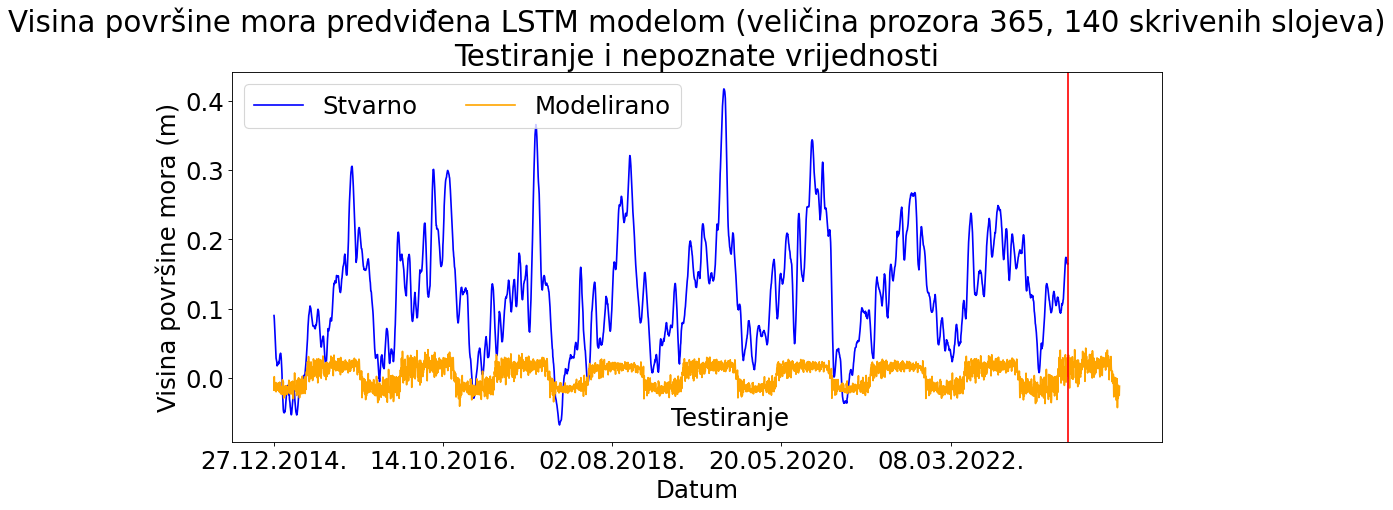 Visina površine mora predviđena LSTM modelom (veličina prozora 365, 140 skrivenih slojeva)
Testiranje i nepoznate vrijednosti
Stvarno
Modelirano
Visina površine mora (m)
0.4
0.3
0.2
0.1
0.0
Testiranje
27.12.2014.
14.10.2016.
02.08.2018.
20.05.2020.
08.03.2022.
Datum